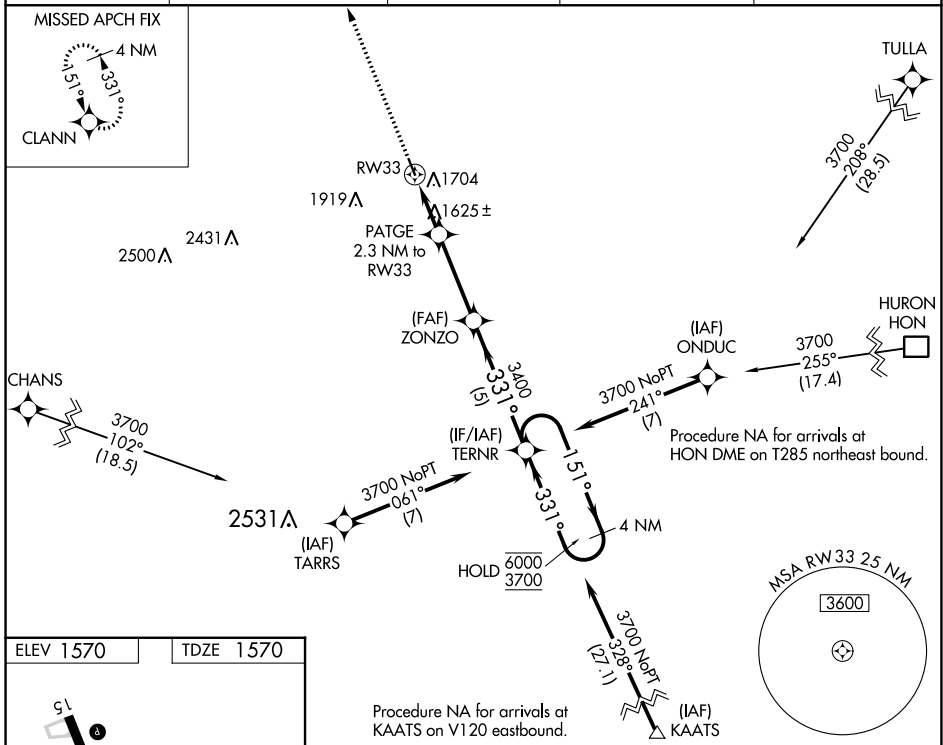 MISSED APCH FIX
4 NM
151°
331°
CLANN
TULLA
3700
208°
(28.5)
RW33
1704
1919
1625 ±
PATGE
2.3 NM to
RW33
2431
2500
(FAF)
ZONZO
HURON
HON
(IAF)
ONDUC
3700
255°
(17.4)
3400
331°
(5)
3700 NoPT
241°
(7)
Procedure NA for arrivals at
HON DME on T285 northeast bound.
CHANS
3700
102°
(18.5)
(IF/IAF)
TERNR
3700 NoPT
061°
(7)
151°
331°
4 NM
2531
(IAF)
TARRS
HOLD 6000
3700
MSA RW33 25 NM
3600
3700 NoPT
328°
(27.1)
(IAF)
KAATS
Procedure NA for arrivals at
KAATS on V120 eastbound.
ELEV 1570
TDZE 1570
15
P